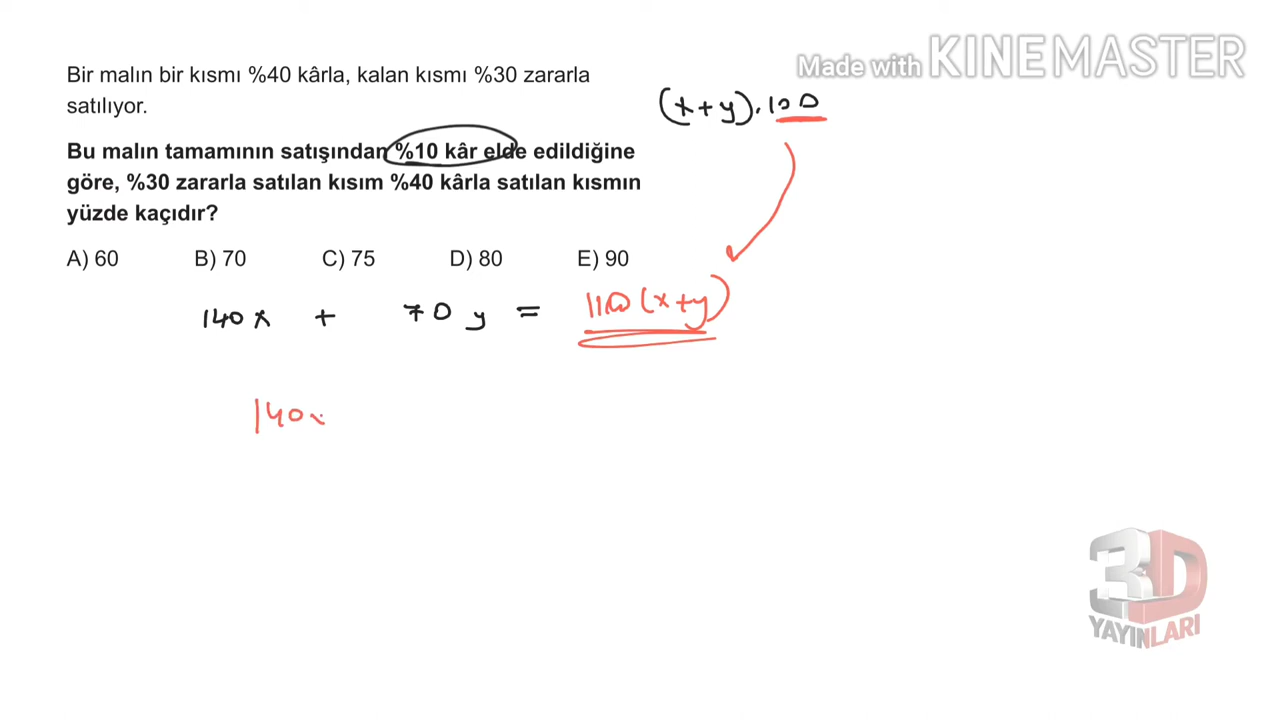 Made with KINEMASTER
Bir malın bir kısmı %40 kârla, kalan kısmı %30 zararla
satılıyor.
(x+y).100
Bu malın tamamının satışından %10 kâr elde edildiğine
göre, %30 zararla satılan kısım %40 kârla satılan kısmın
yüzde kaçıdır?
A) 60 B) 70 C) 75 D) 80 E) 90
140x + 70y = 110(x+y)
140x
3D
YAYINLARI